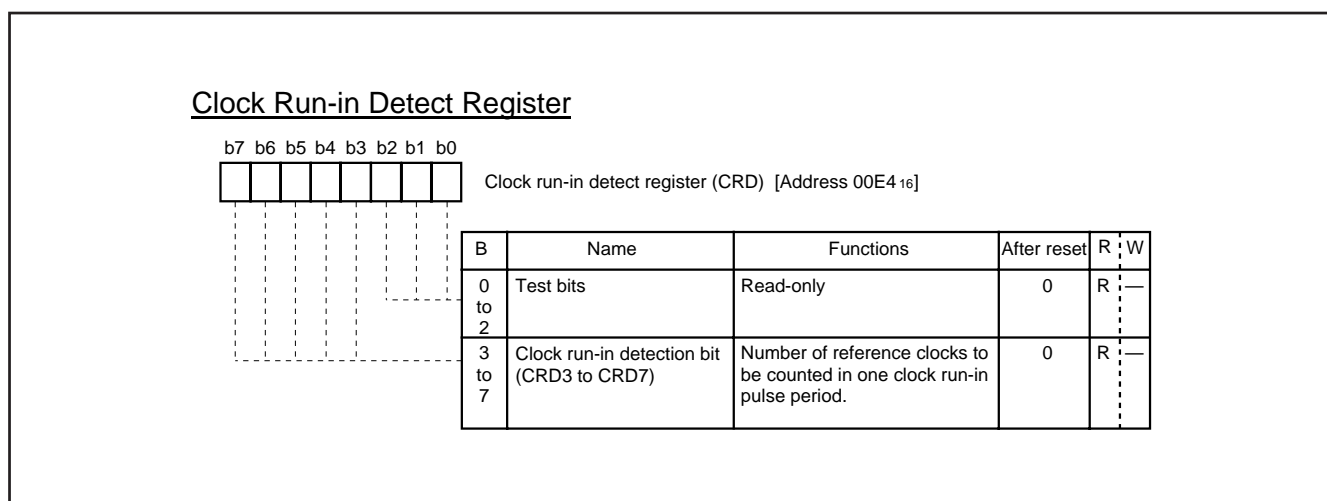 Clock Run-in Detect Register
b7 b6 b5 b4 b3 b2 b1 b0
Clock run-in detect register (CRD) [Address 00E4 16]
B Name Functions After reset R W
0 to 2 Test bits Read-only 0 R —
3 Clock run-in detection bit Number of reference clocks to 0 R —
to (CRD3 to CRD7) be counted in one clock run-in
7 pulse period.